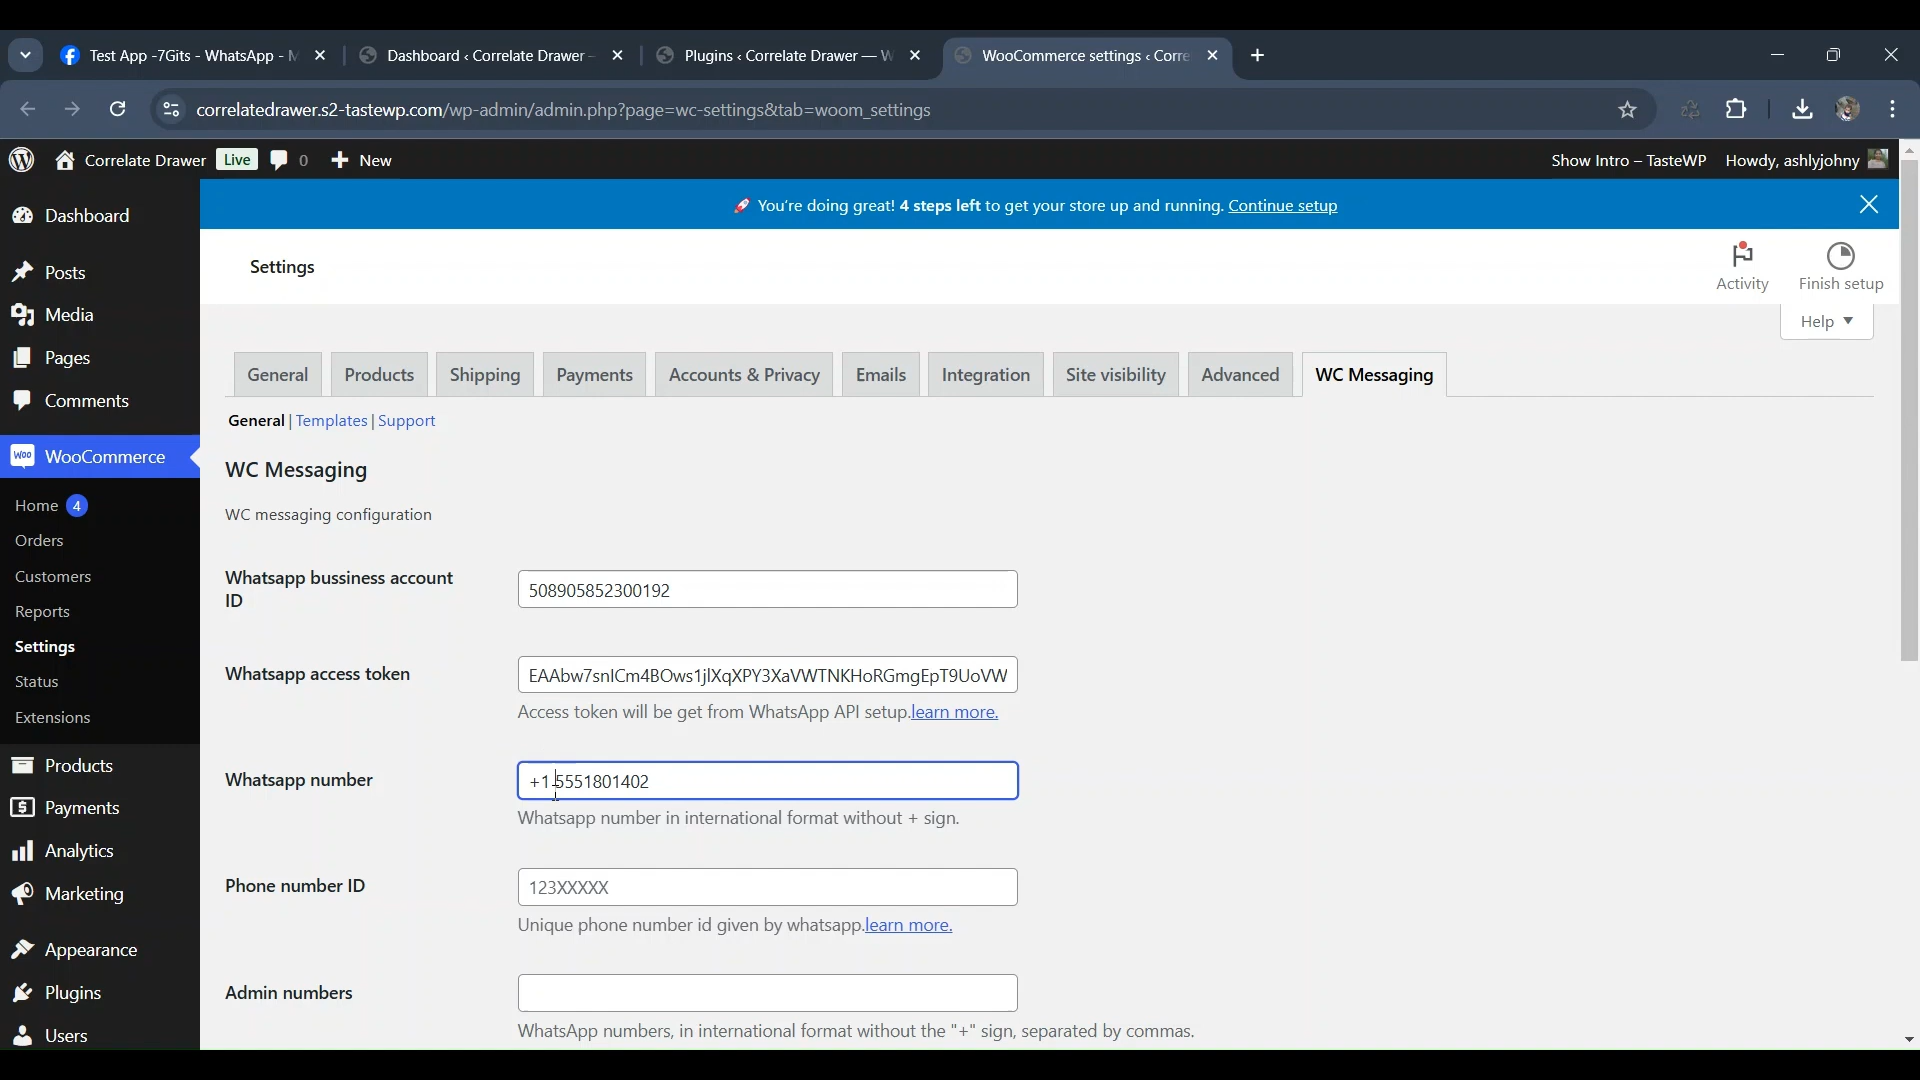 Test App -7Gits - WhatsApp - M
Dashboard ‹ Correlate Drawer -
Plugins ‹ Correlate Drawer — W
WooCommerce settings ‹ Corre
correlatedrawer.s2-tastewp.com/wp-admin/admin.php?page=wc-settings&tab=woom_settings
Correlate Drawer Live 0 New
Show Intro – TasteWP Howdy, ashlyjohny
🚀 You're doing great! 4 steps left to get your store up and running. Continue setup
Dashboard
Posts
Media
Pages
Comments
WooCommerce
Home 4
Orders
Customers
Reports
Settings
Status
Extensions
Products
Payments
Analytics
Marketing
Appearance
Plugins
Users
Settings
Activity
Finish setup
Help
General Products Shipping Payments Accounts & Privacy Emails Integration Site visibility Advanced WC Messaging
General | Templates | Support
WC Messaging
WC messaging configuration
Whatsapp bussiness account
ID
508905852300192
Whatsapp access token
EAAbw7snlCm4BOws1jlXqXPY3XaVWTNKHoRGmgEpT9UoVW
Access token will be get from WhatsApp API setup.learn more.
Whatsapp number
+1 5551801402
Whatsapp number in international format without + sign.
Phone number ID
123XXXXX
Unique phone number id given by whatsapp.learn more.
Admin numbers
WhatsApp numbers, in international format without the "+" sign, separated by commas.